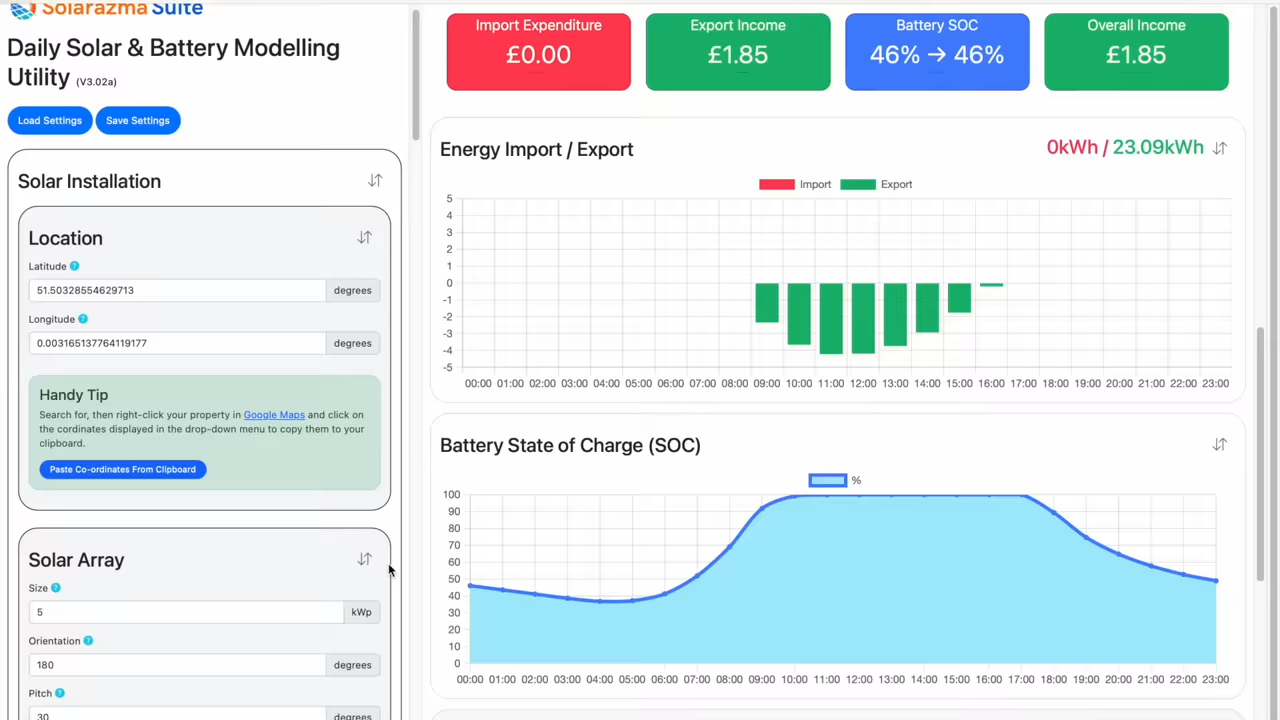 Solarazma Suite
Daily Solar & Battery Modelling
Utility (V3.02a)
Load Settings
Save Settings
Solar Installation
Location
Latitude ?
51.50328554629713
degrees
Longitude ?
0.003165137764119177
degrees
Handy Tip
Search for, then right-click your property in Google Maps and click on
the cordinates displayed in the drop-down menu to copy them to your
clipboard.
Paste Co-ordinates From Clipboard
Solar Array
Size ?
5
kWp
Orientation ?
180
degrees
Pitch ?
30
degrees
Import Expenditure
£0.00
Export Income
£1.85
Battery SOC
46% → 46%
Overall Income
£1.85
Energy Import / Export
0kWh / 23.09kWh
Import
Export
5
4
3
2
1
0
-1
-2
-3
-4
-5
00:00 01:00 02:00 03:00 04:00 05:00 06:00 07:00 08:00 09:00 10:00 11:00 12:00 13:00 14:00 15:00 16:00 17:00 18:00 19:00 20:00 21:00 22:00 23:00
Battery State of Charge (SOC)
%
100
90
80
70
60
50
40
30
20
10
0
00:00 01:00 02:00 03:00 04:00 05:00 06:00 07:00 08:00 09:00 10:00 11:00 12:00 13:00 14:00 15:00 16:00 17:00 18:00 19:00 20:00 21:00 22:00 23:00